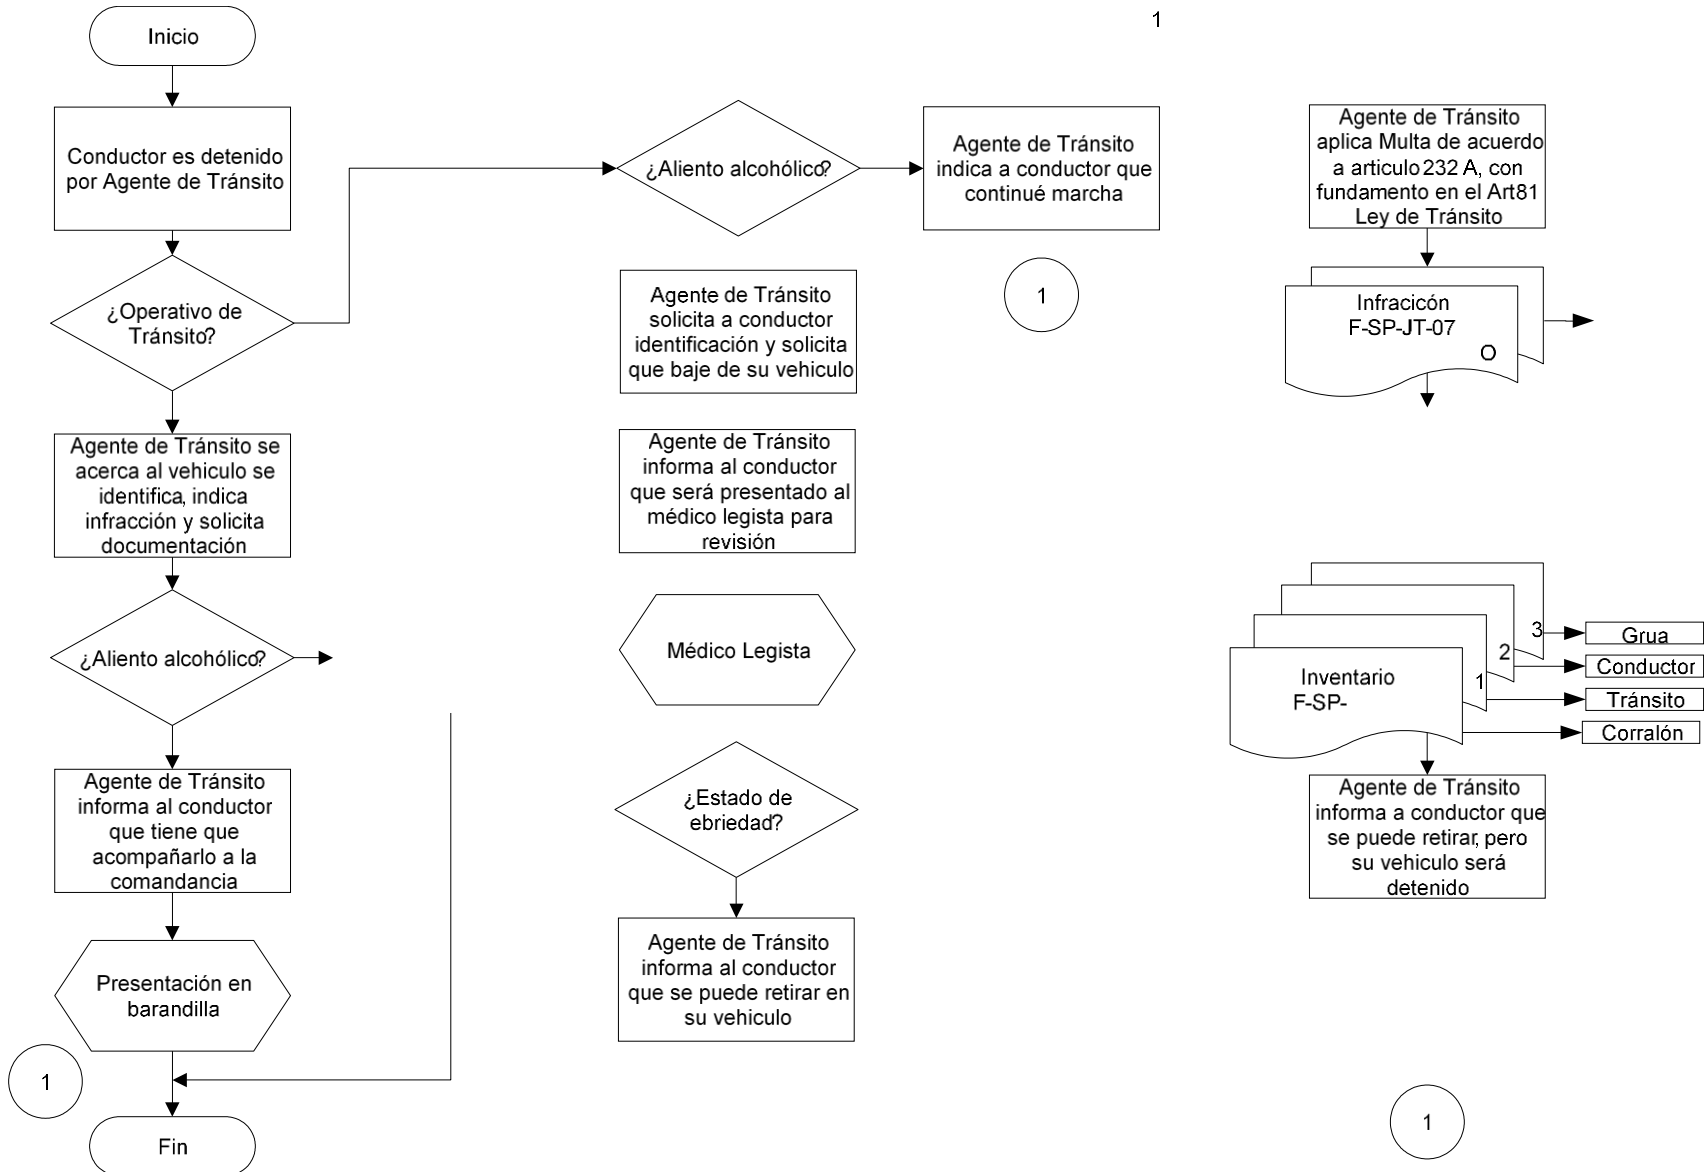 Inicio
Conductor es detenido
por Agente de Tránsito
¿Operativo de
Tránsito?
Agente de Tránsito se
acerca al vehiculo se
identifica, indica
infracción y solicita
documentación
¿Aliento alcohólico?
Agente de Tránsito
informa al conductor
que tiene que
acompañarlo a la
comandancia
Presentación en
barandilla
1
Fin
¿Aliento alcohólico?
Agente de Tránsito
solicita a conductor
identificación y solicita
que baje de su vehiculo
Agente de Tránsito
informa al conductor
que será presentado al
médico legista para
revisión
Médico Legista
¿Estado de
ebriedad?
Agente de Tránsito
informa al conductor
que se puede retirar en
su vehiculo
1
Agente de Tránsito
indica a conductor que
continué marcha
1
Agente de Tránsito
aplica Multa de acuerdo
a articulo 232 A, con
fundamento en el Art81
Ley de Tránsito
Infracicón
F-SP-JT-07
O
3
2
1
Inventario
F-SP-
Grua
Conductor
Tránsito
Corralón
Agente de Tránsito
informa a conductor que
se puede retirar, pero
su vehiculo será
detenido
1